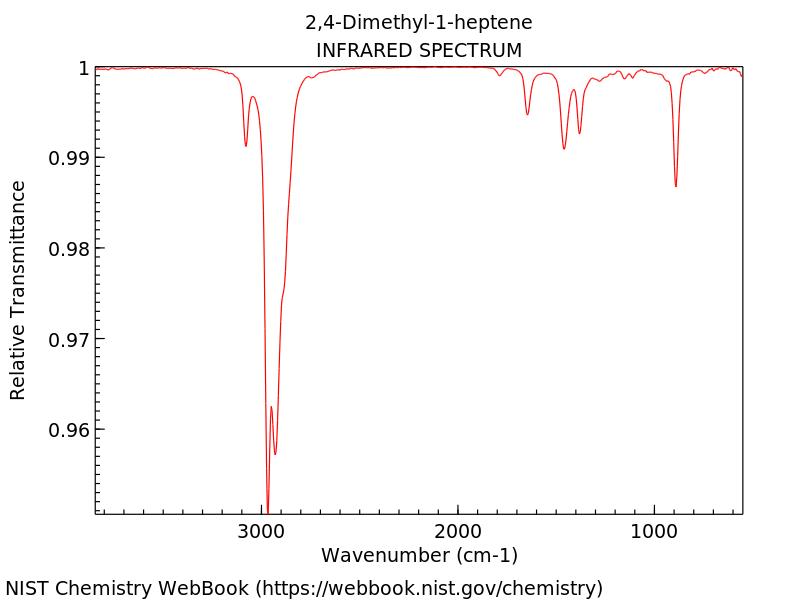 2,4-Dimethyl-1-heptene
INFRARED SPECTRUM
1
0.99
0.98
0.97
0.96
Relative Transmittance
3000 2000 1000
Wavenumber (cm-1)
NIST Chemistry WebBook (https://webbook.nist.gov/chemistry)